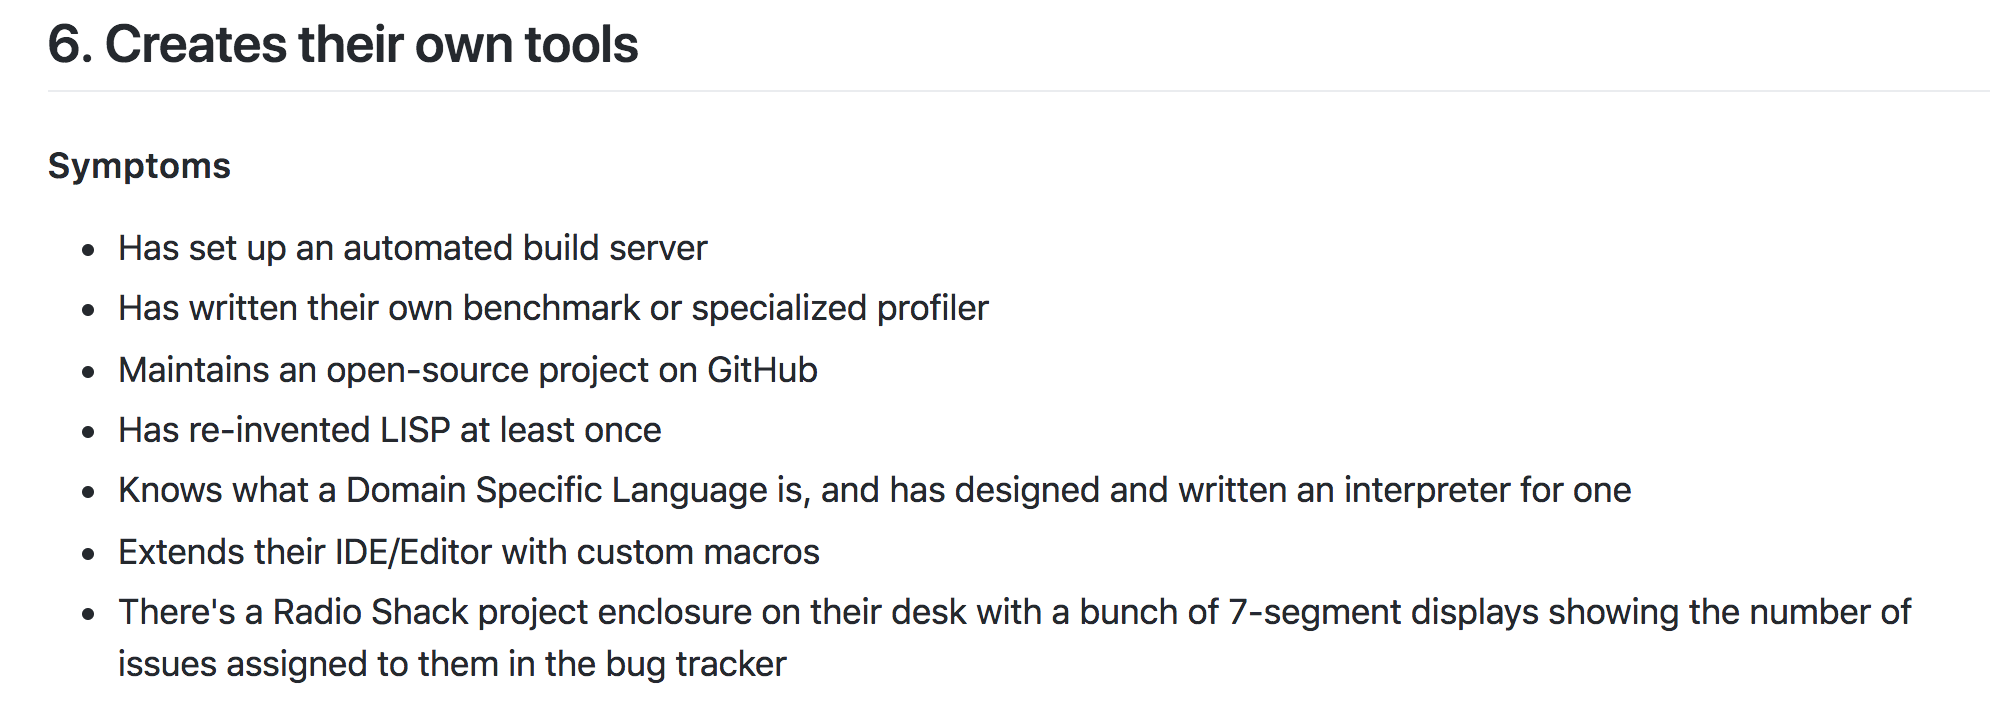 6. Creates their own tools
Symptoms
Has set up an automated build server
Has written their own benchmark or specialized profiler
Maintains an open-source project on GitHub
Has re-invented LISP at least once
Knows what a Domain Specific Language is, and has designed and written an interpreter for one
Extends their IDE/Editor with custom macros
There's a Radio Shack project enclosure on their desk with a bunch of 7-segment displays showing the number of
issues assigned to them in the bug tracker